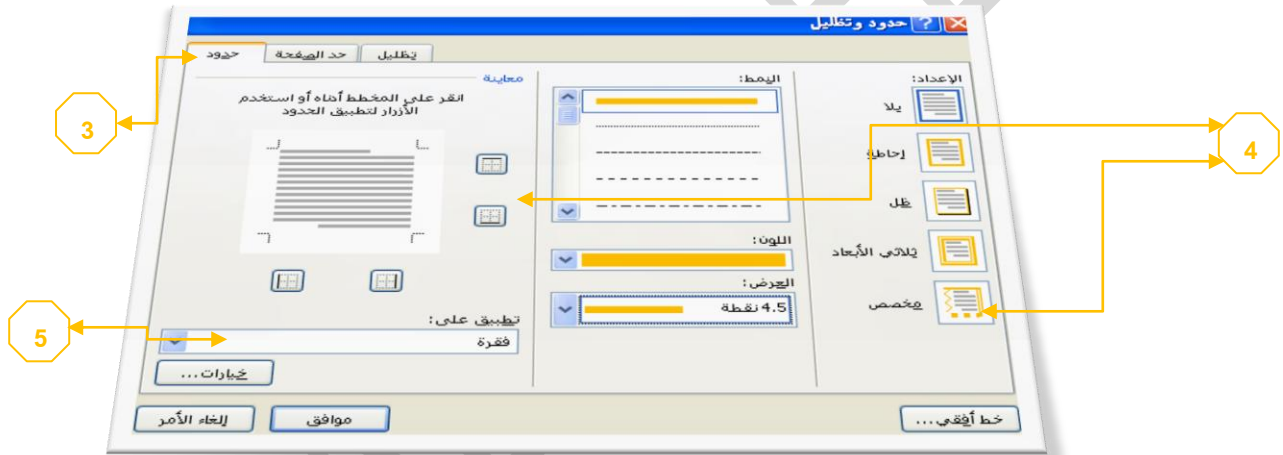 حدود وتظليل
حدود
حد الصفحة
تظليل
الإعداد:
بلا
إحاطة
ظل
ثلاثي الأبعاد
مخصص
النمط:
اللون:
العرض:
4.5 نقطة
معاينة
انقر على المخطط أدناه أو استخدم
الأزرار لتطبيق الحدود
تطبيق على:
فقرة
خيارات...
خط أفقي...
موافق
إلغاء الأمر
3
4
5